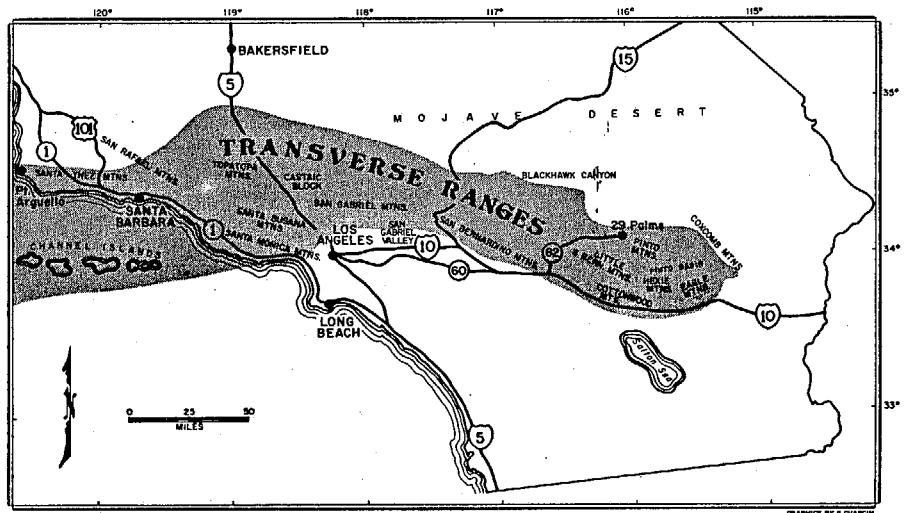 120° 119° 118° 117° 116° 115°
BAKERSFIELD
15
5
35°
MOJAVE DESERT
101
TRANSVERSE RANGES
1
SAN RAFAEL MTNS.
TOPATOPA
MTNS.
CASTAIC
BLOCK
BLACKHAWK CANYON
SANTA YNEZ MTNS.
Pt.
Arguello
SANTA
BARBARA
SAN GABRIEL MTNS.
SANTA SUSANA
MTNS.
1
SANTA MONICA MTNS.
LOS
ANGELES
SAN
GABRIEL
VALLEY
10
60
SAN BERNARDINO MTNS.
62
29 Palms
PINTO
MTNS.
COXCOMB MTNS.
LITTLE
PINTO BASIN
HEXIE
MTNS.
EAGLE
MTNS.
COTTONWOOD
34°
CHANNEL ISLANDS
LONG
BEACH
10
Salton Sea
N
0 25 50
MILES
33°
5